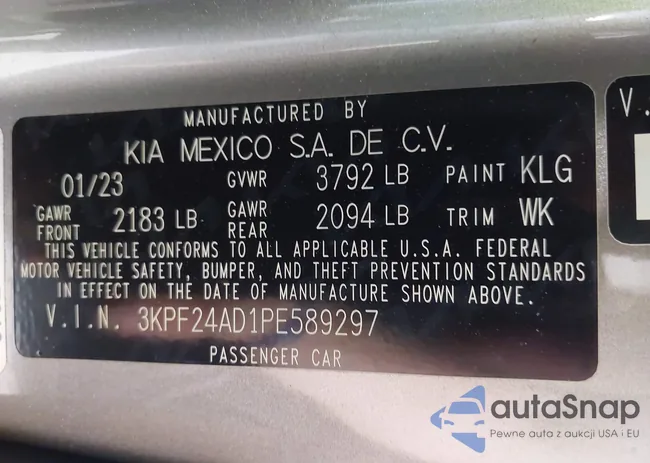 MANUFACTURED BY
KIA MEXICO S.A. DE C.V.
01/23 GVWR 3792 LB PAINT KLG
GAWR FRONT 2183 LB GAWR REAR 2094 LB TRIM WK
THIS VEHICLE CONFORMS TO ALL APPLICABLE U.S.A. FEDERAL
MOTOR VEHICLE SAFETY, BUMPER, AND THEFT PREVENTION STANDARDS
IN EFFECT ON THE DATE OF MANUFACTURE SHOWN ABOVE.
V.I.N. 3KPF24AD1PE589297
PASSENGER CAR
V.
autoSnap
Pewne auta z aukcji USA i EU